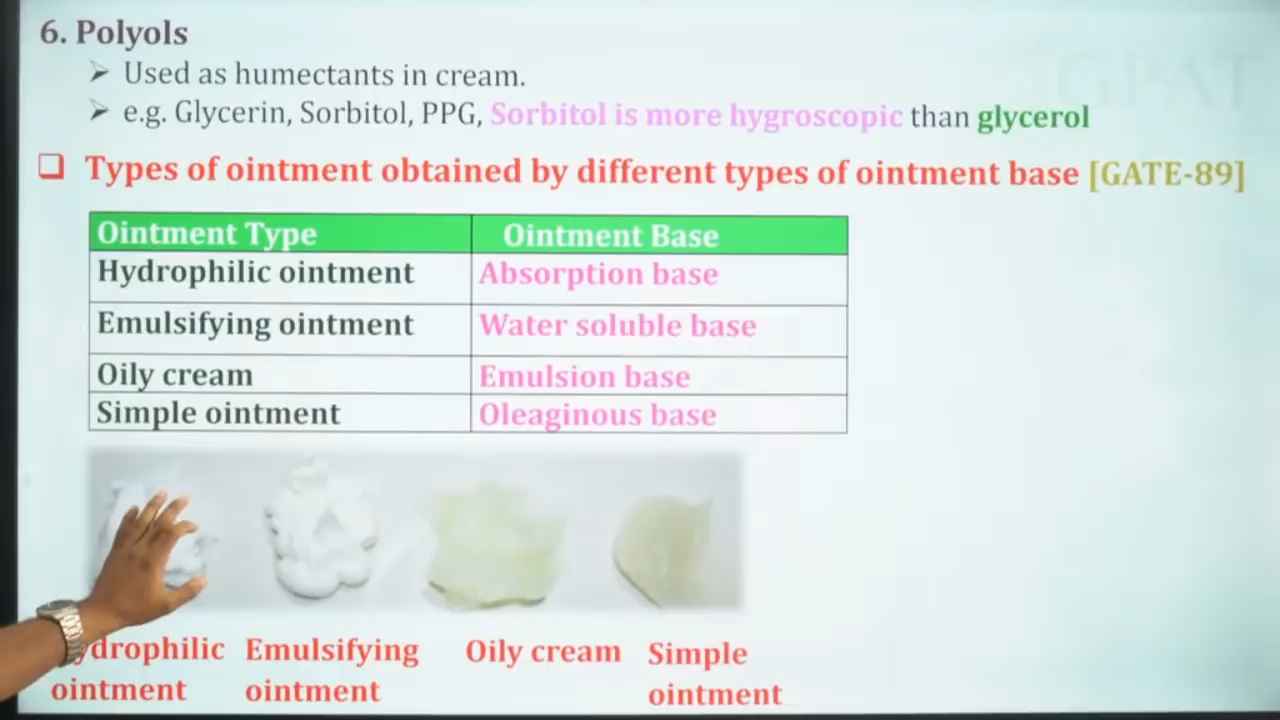 6. Polyols
➤ Used as humectants in cream.
➤ e.g. Glycerin, Sorbitol, PPG, Sorbitol is more hygroscopic than glycerol
❑ Types of ointment obtained by different types of ointment base [GATE-89]
Ointment Type Ointment Base
Hydrophilic ointment Absorption base
Emulsifying ointment Water soluble base
Oily cream Emulsion base
Simple ointment Oleaginous base
Emulsifying Oily cream Simple
ointment ointment ointment
GPAT